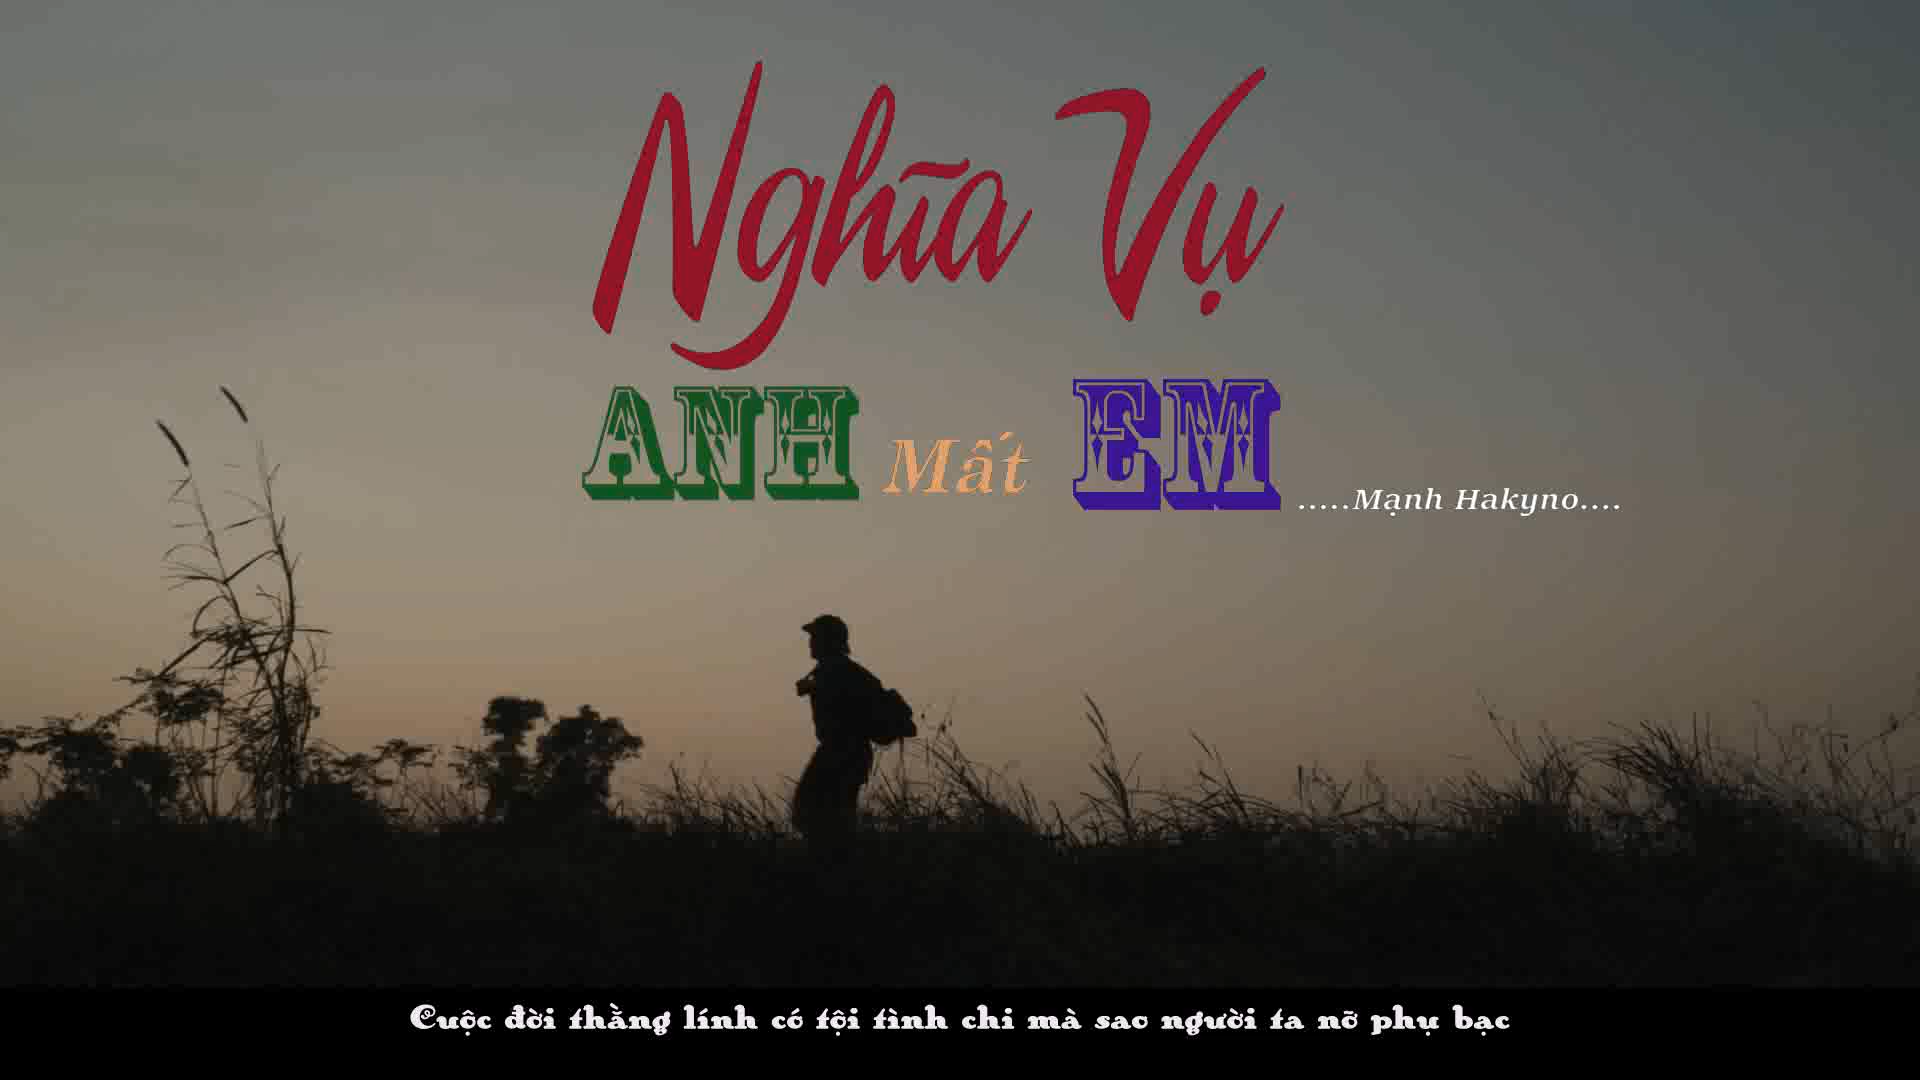 Nghĩa Vụ
ANH Mất EM .....Mạnh Hakyno....
Cuộc đời thằng lính có tội tình chi mà sao người ta nỡ phụ bạc